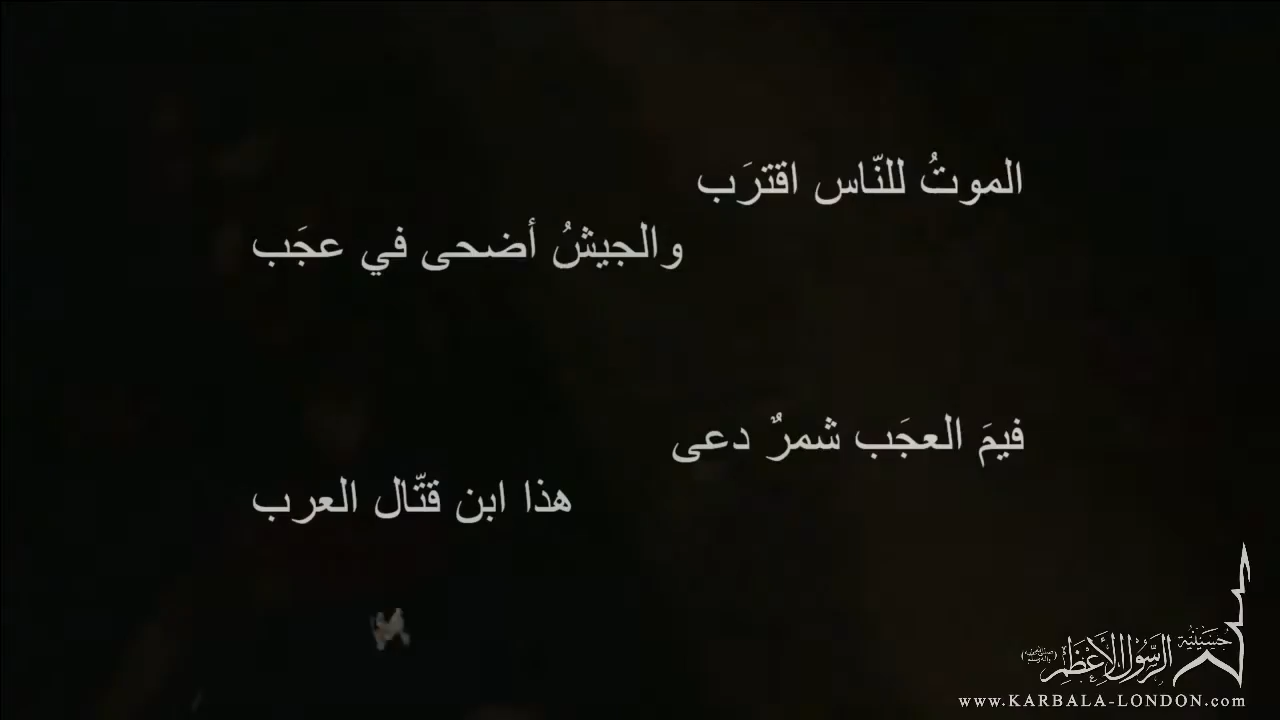 الموتُ للنّاس اقترَب
والجيشُ أضحى في عجَب
فيمَ العجَب شمرٌ دعى
هذا ابن قتّال العرب
حسينية
الرسول الأعظم
www.KARBALA-LONDON.com